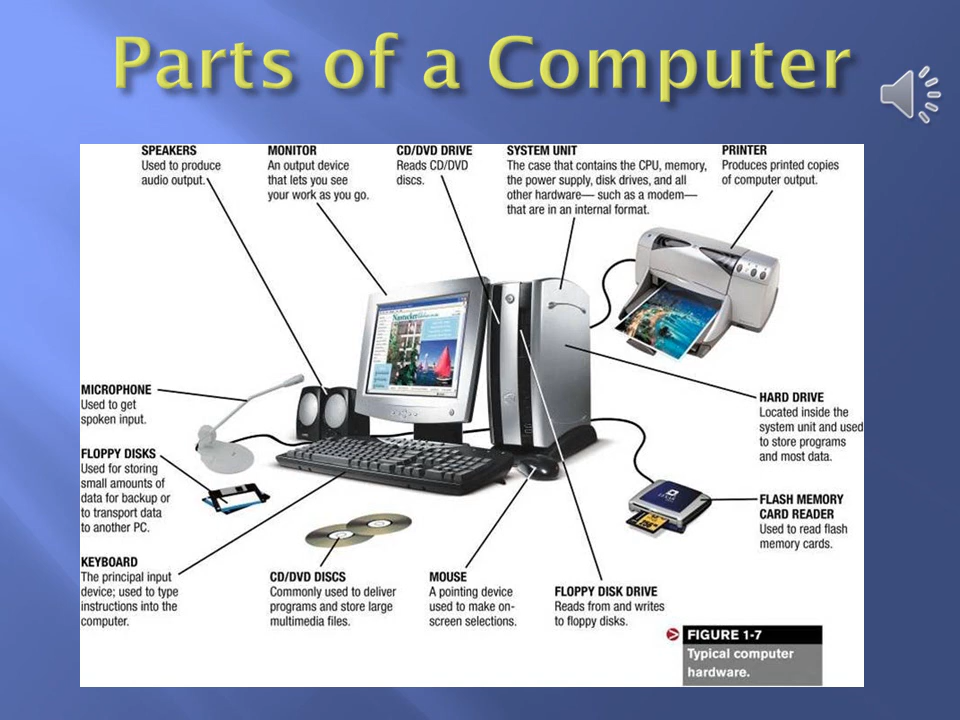 Parts of a Computer
SPEAKERS
Used to produce
audio output.
MONITOR
An output device
that lets you see
your work as you go.
CD/DVD DRIVE
Reads CD/DVD
discs.
SYSTEM UNIT
The case that contains the CPU, memory,
the power supply, disk drives, and all
other hardware— such as a modem—
that are in an internal format.
PRINTER
Produces printed copies
of computer output.
MICROPHONE
Used to get
spoken input.
HARD DRIVE
Located inside the
system unit and used
to store programs
and most data.
FLOPPY DISKS
Used for storing
small amounts of
data for backup or
to transport data
to another PC.
FLASH MEMORY
CARD READER
Used to read flash
memory cards.
KEYBOARD
The principal input
device; used to type
instructions into the
computer.
CD/DVD DISCS
Commonly used to deliver
programs and store large
multimedia files.
MOUSE
A pointing device
used to make on-
screen selections.
FLOPPY DISK DRIVE
Reads from and writes
to floppy disks.
FIGURE 1-7
Typical computer
hardware.